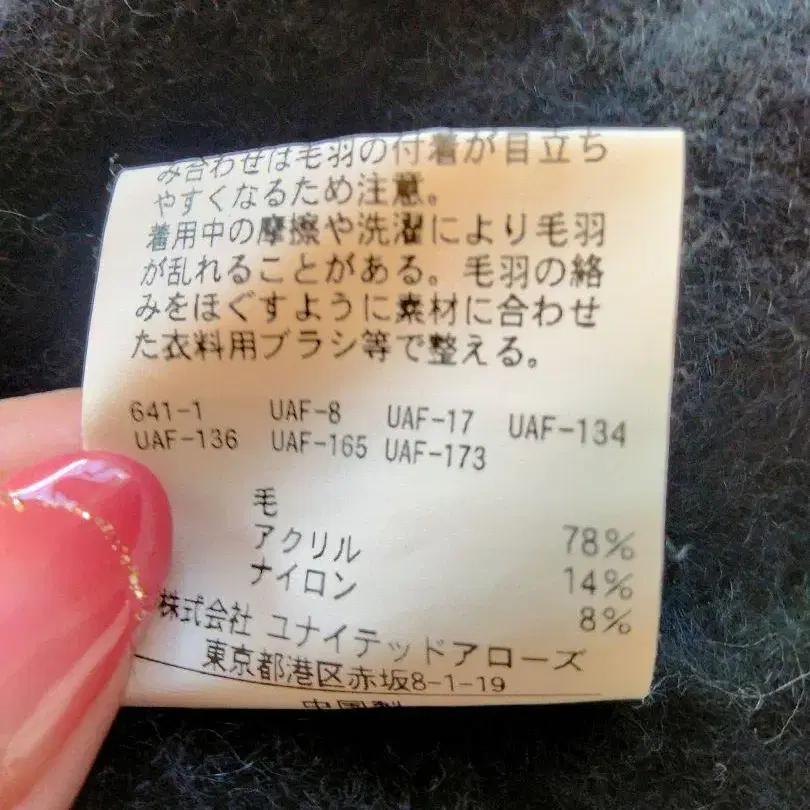 み合わせは毛羽の付着が目立ち
やすくなるため注意。
着用中の摩擦や洗濯により毛羽
が乱れることがある。毛羽の絡
みをほぐすように素材に合わせ
た衣料用ブラシ等で整える。
641-1 UAF-8 UAF-17 UAF-134
UAF-136 UAF-165 UAF-173
毛 78%
アクリル 14%
ナイロン 8%
株式会社 ユナイテッドアローズ
東京都港区赤坂8-1-19
中国製